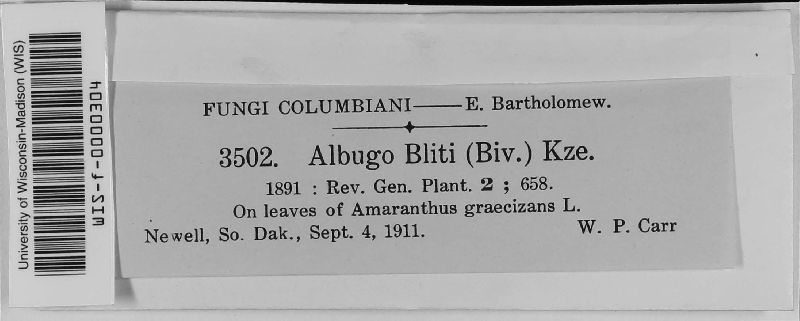 University of Wisconsin-Madison (WIS)
WIS-f-0000304
FUNGI COLUMBIANI——E. Bartholomew.
3502. Albugo Bliti (Biv.) Kze.
1891 : Rev. Gen. Plant. 2 ; 658.
On leaves of Amaranthus graecizans L.
Newell, So. Dak., Sept. 4, 1911. W. P. Carr